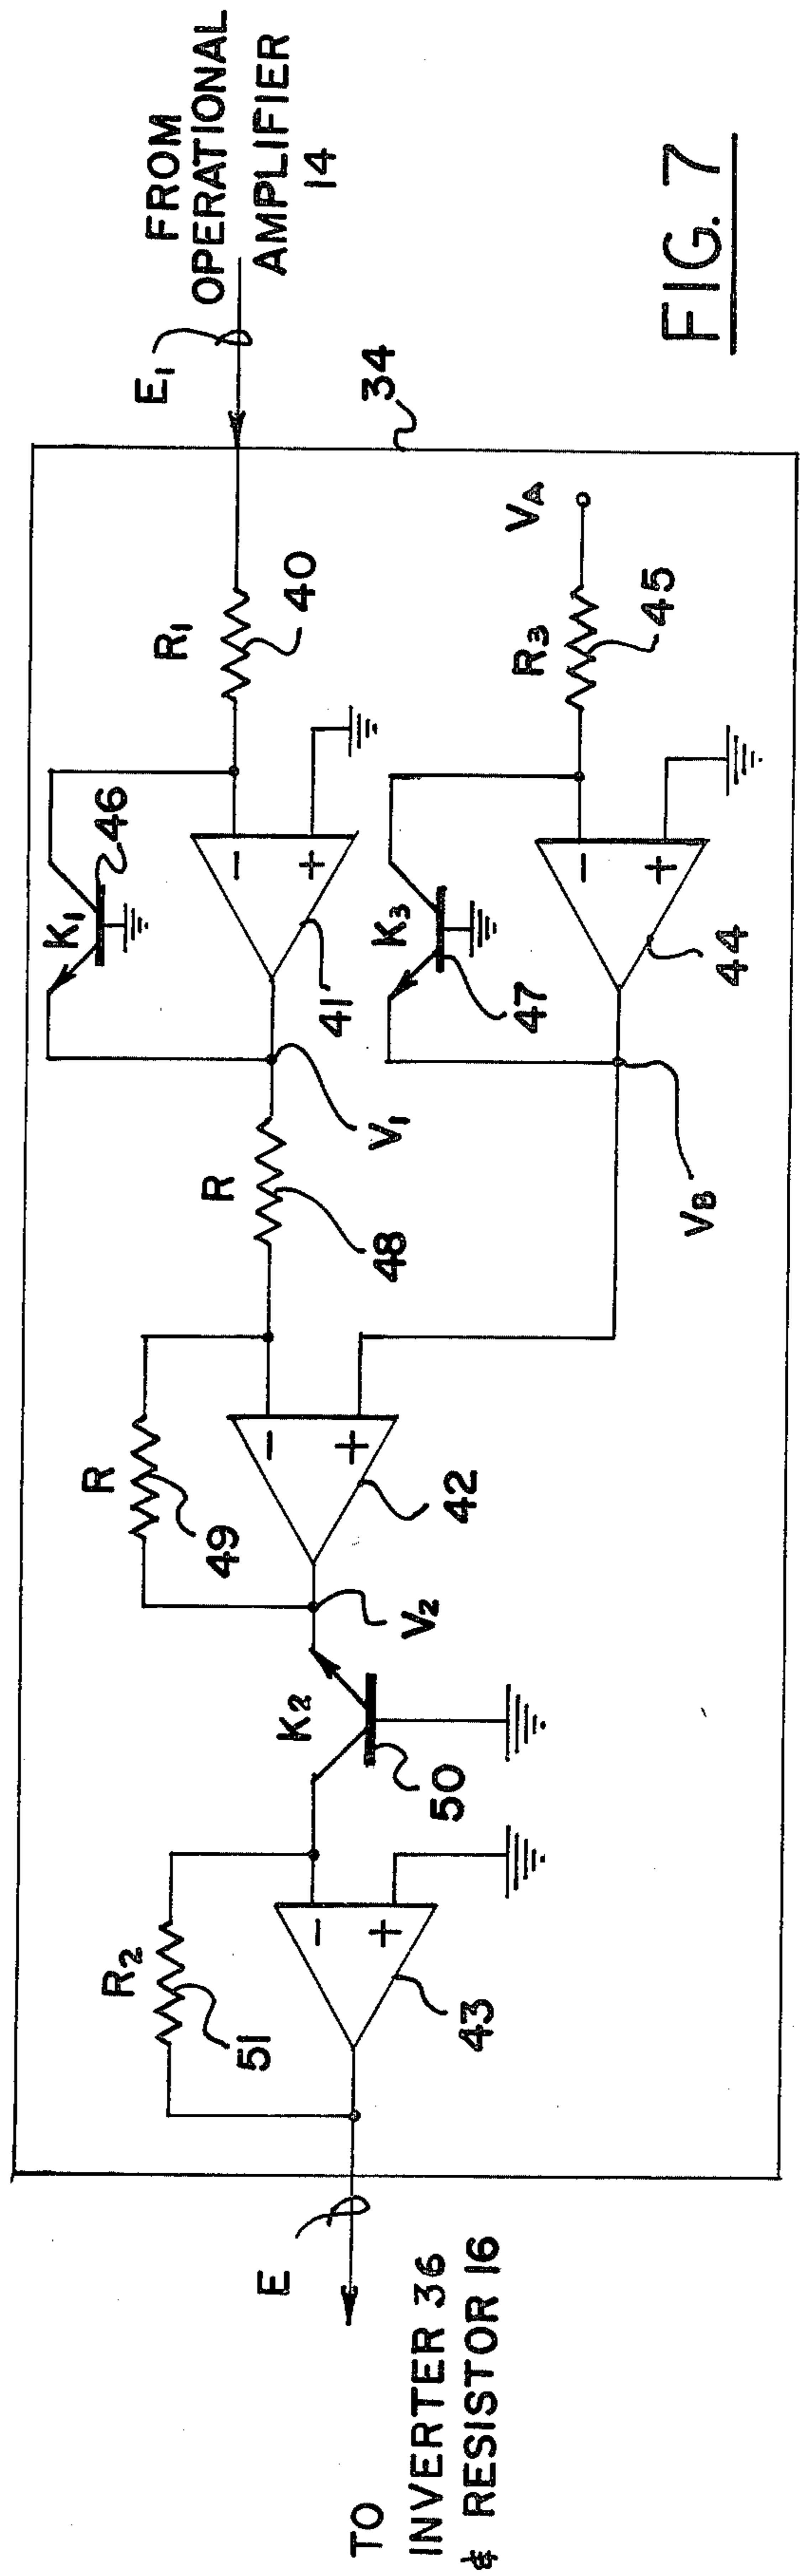 FROM
OPERATIONAL
AMPLIFIER
14
E1
34
R1
40
K1
46
41
V1
R
48
R
49
42
V2
K2
50
R2
51
43
E
TO
INVERTER 36
& RESISTOR 16
VA
R3
45
K3
47
44
VB
- +
- +
- +
- +
FIG. 7